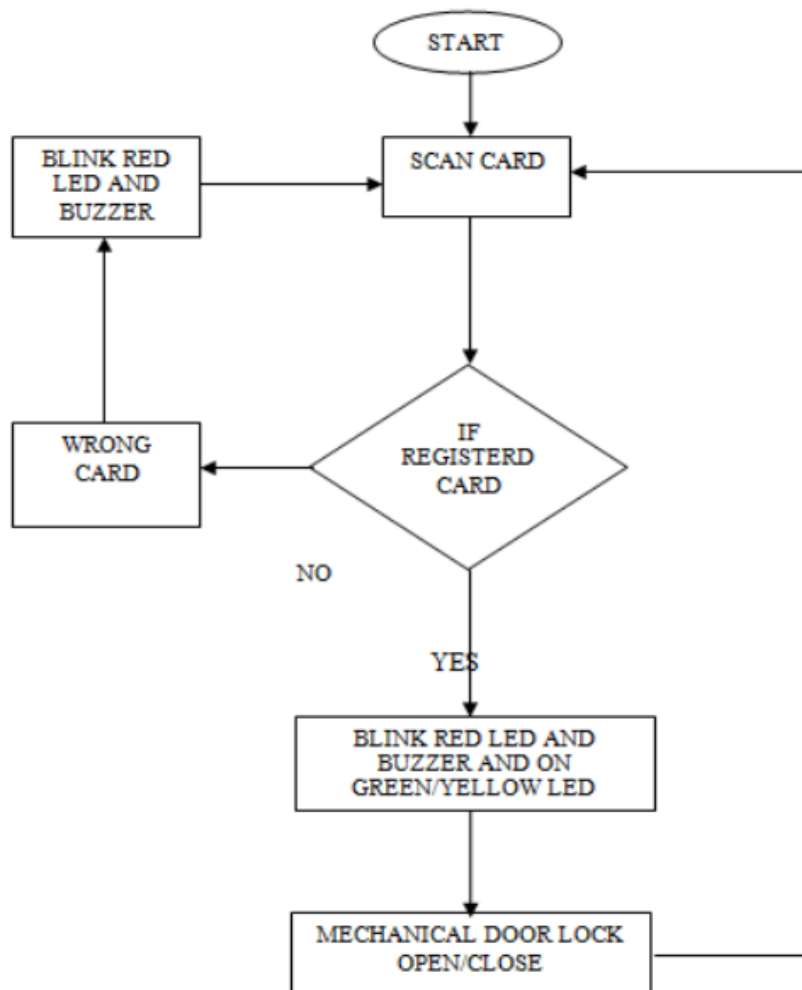 START
SCAN CARD
BLINK RED
LED AND
BUZZER
IF
REGISTERD
CARD
WRONG
CARD
NO
YES
BLINK RED LED AND
BUZZER AND ON
GREEN/YELLOW LED
MECHANICAL DOOR LOCK
OPEN/CLOSE